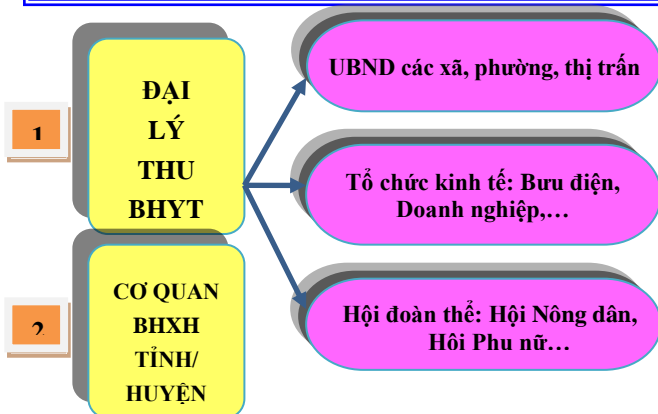 1
ĐẠI
LÝ
THU
BHYT
UBND các xã, phường, thị trấn
Tổ chức kinh tế: Bưu điện,
Doanh nghiệp,…
Hội đoàn thể: Hội Nông dân,
Hôi Phu nữ…
2
CƠ QUAN
BHXH
TỈNH/
HUYỆN